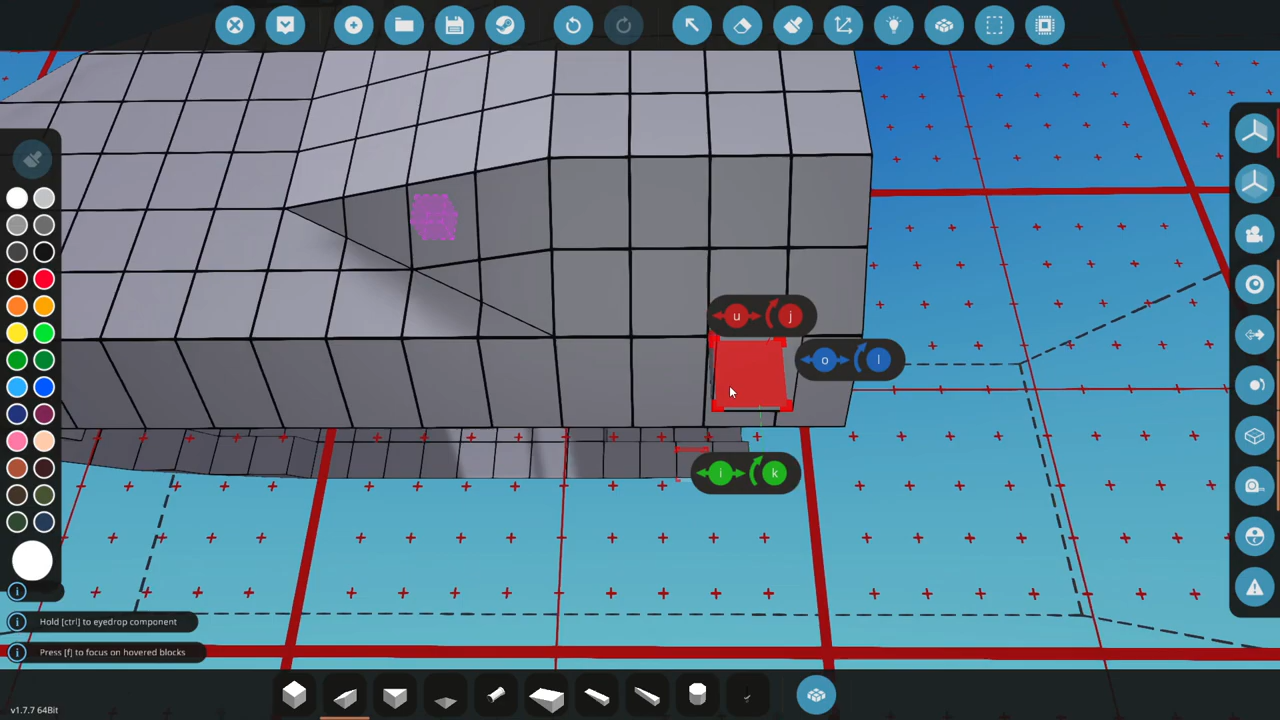 u
j
o
l
i
k
Hold [ctrl] to eyedrop component
Press [f] to focus on hovered blocks
v1.7.7 64Bit